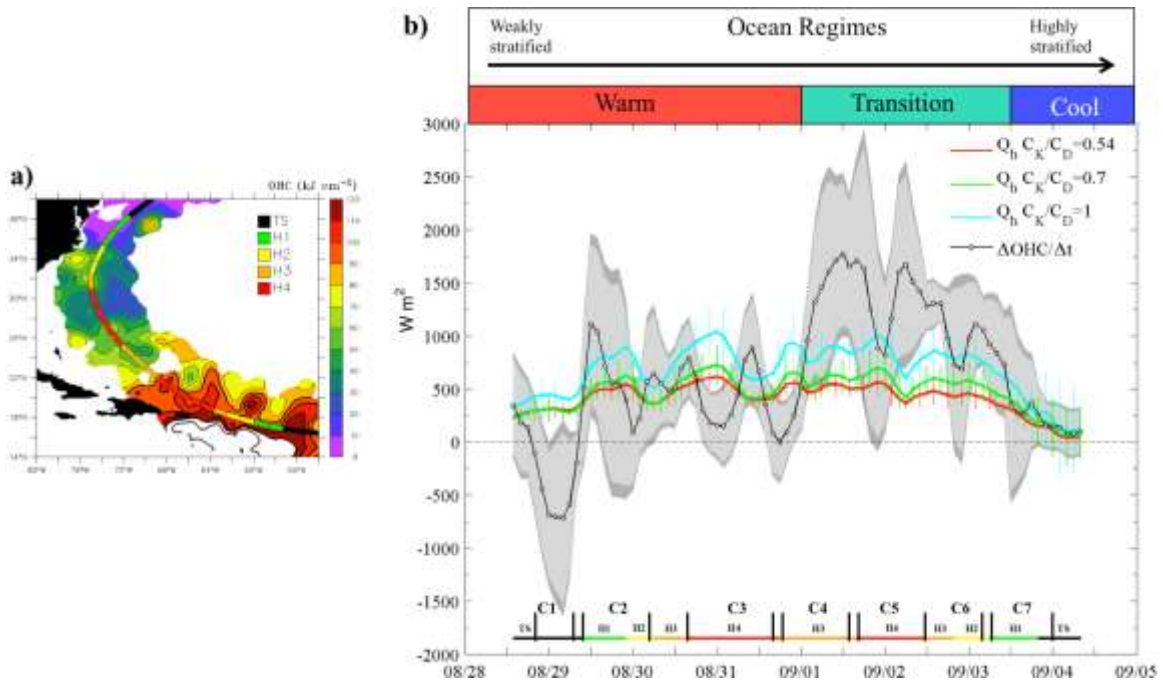 b)
Ocean Regimes
Weakly
stratified
Highly
stratified
Warm
Transition
Cool
a)
OHC (kJ cm⁻²)
TS
H1
H2
H3
H4
3000
2500
2000
1500
1000
500
0
-500
-1000
-1500
-2000
W m²
Q_h C_K/C_D=0.54
Q_h C_K/C_D=0.7
Q_h C_K/C_D=1
ΔOHC/Δt
C1 C2 C3 C4 C5 C6 C7
TS H1 H2 H3 H4 H3 H4 H3 H2 H1 TS
08/28 08/29 08/30 08/31 09/01 09/02 09/03 09/04 09/05